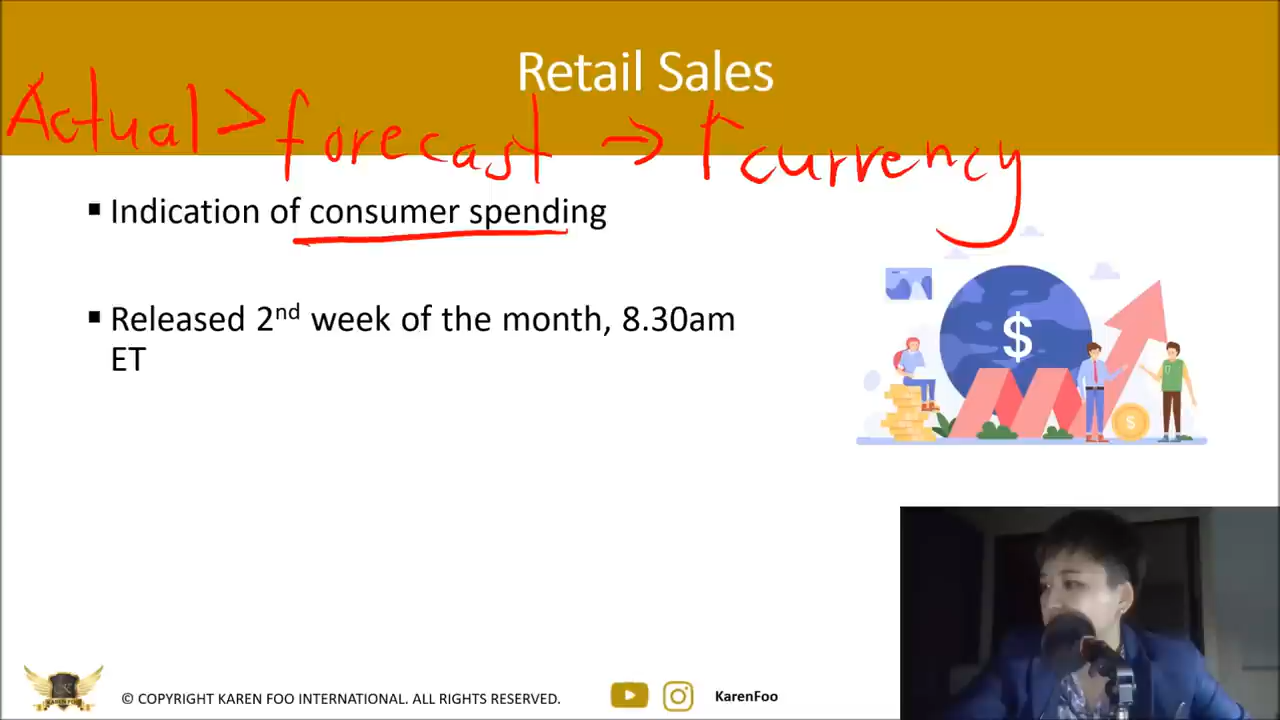 Retail Sales
Actual > forecast → ↑ currency
▪ Indication of consumer spending
▪ Released 2nd week of the month, 8.30am
ET
$
$
© COPYRIGHT KAREN FOO INTERNATIONAL. ALL RIGHTS RESERVED.
KarenFoo